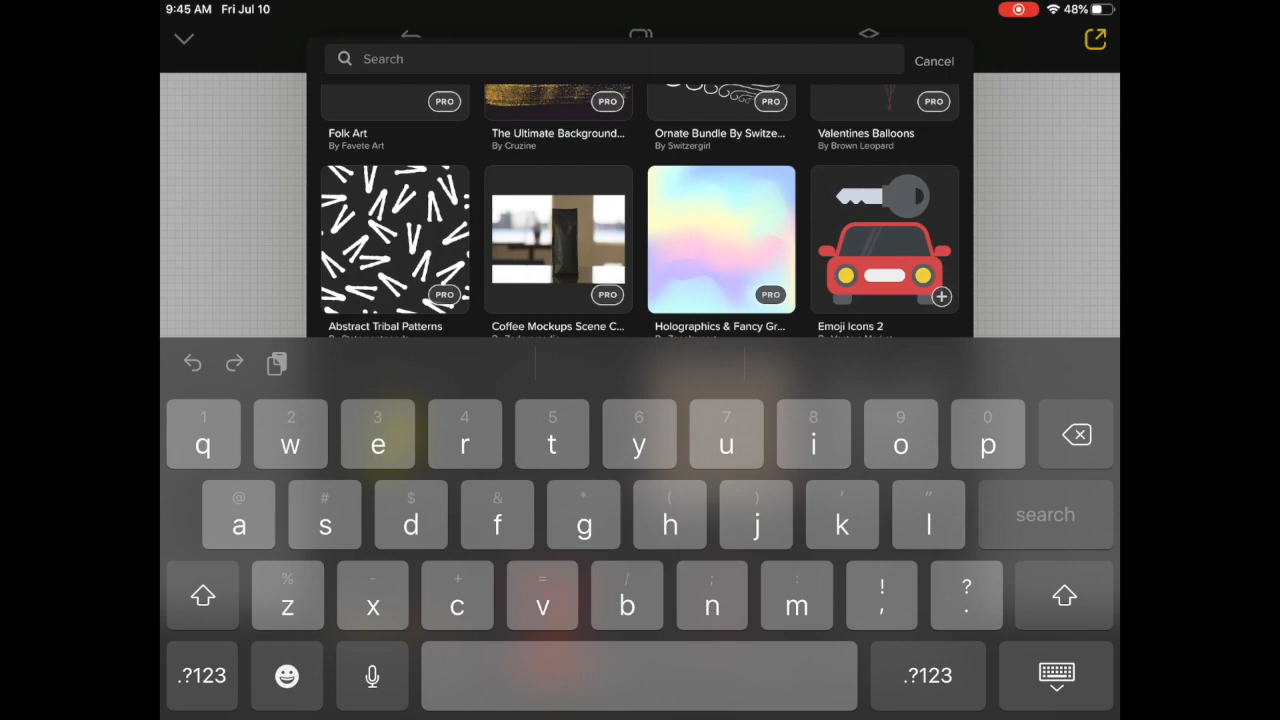 9:45 AM Fri Jul 10
48%
Search
Cancel
PRO PRO PRO PRO
Folk Art The Ultimate Background... Ornate Bundle By Switze... Valentines Balloons
By Favete Art By Cruzine By Switzergirl By Brown Leopard
PRO PRO PRO
Abstract Tribal Patterns Coffee Mockups Scene C... Holographics & Fancy Gr... Emoji Icons 2
1 2 3 4 5 6 7 8 9 0
q w e r t y u i o p
@ # $ & * ( ) ' "
a s d f g h j k l search
% - + = / ; : ! ?
z x c v b n m , .
.?123 .?123